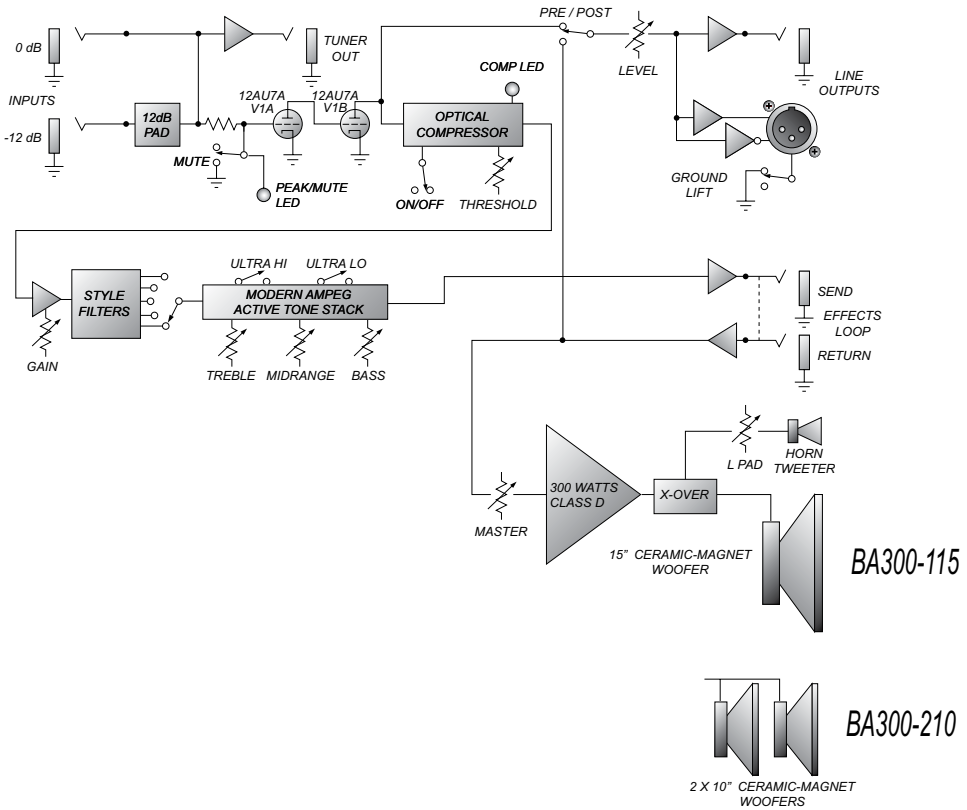 PRE / POST
0 dB
TUNER
OUT
COMP LED
LEVEL
LINE
OUTPUTS
INPUTS
12AU7A
V1A
12AU7A
V1B
-12 dB
12dB
PAD
OPTICAL
COMPRESSOR
MUTE
PEAK/MUTE
LED
ON/OFF
THRESHOLD
GROUND
LIFT
STYLE
FILTERS
ULTRA HI
ULTRA LO
MODERN AMPEG
ACTIVE TONE STACK
SEND
EFFECTS
LOOP
RETURN
GAIN
TREBLE
MIDRANGE
BASS
L PAD
HORN
TWEETER
300 WATTS
CLASS D
X-OVER
MASTER
15” CERAMIC-MAGNET
WOOFER
BA300-115
BA300-210
2 X 10” CERAMIC-MAGNET
WOOFERS